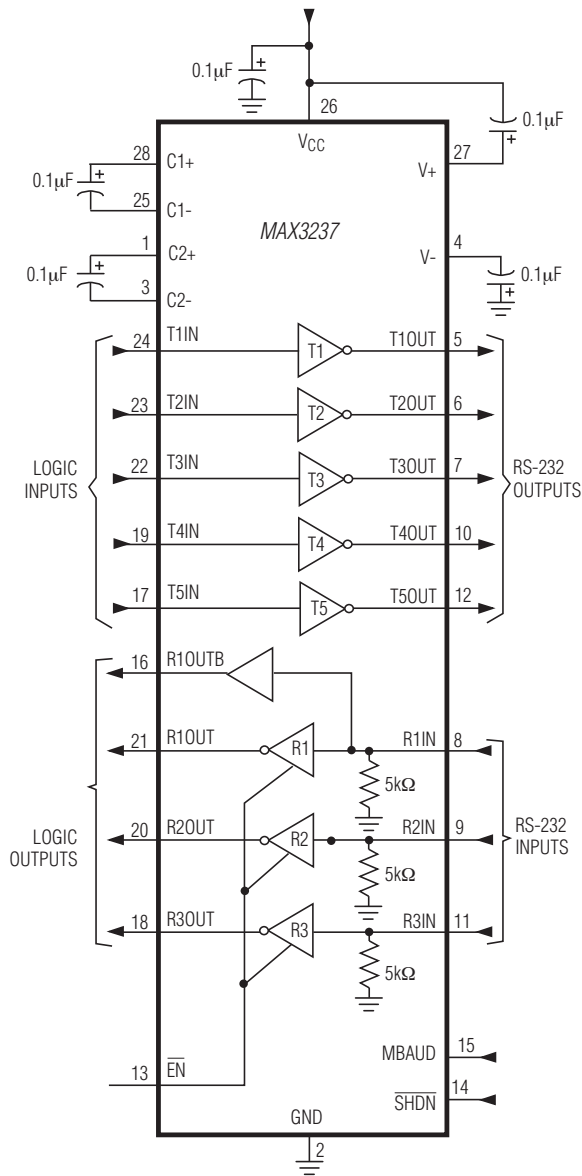 0.1μF +
26
+
0.1μF
VCC
28 C1+
V+ 27
0.1μF +
25 C1-
MAX3237
1 C2+
V- 4
0.1μF +
3 C2-
+ 0.1μF
24 T1IN T1 T1OUT 5
23 T2IN T2 T2OUT 6
22 T3IN T3 T3OUT 7
LOGIC INPUTS
RS-232 OUTPUTS
19 T4IN T4 T4OUT 10
17 T5IN T5 T5OUT 12
16 R1OUTB
21 R1OUT R1 R1IN 8
5kΩ
20 R2OUT R2 R2IN 9
LOGIC OUTPUTS
RS-232 INPUTS
5kΩ
18 R3OUT R3 R3IN 11
5kΩ
MBAUD 15
13 EN
SHDN 14
GND
2